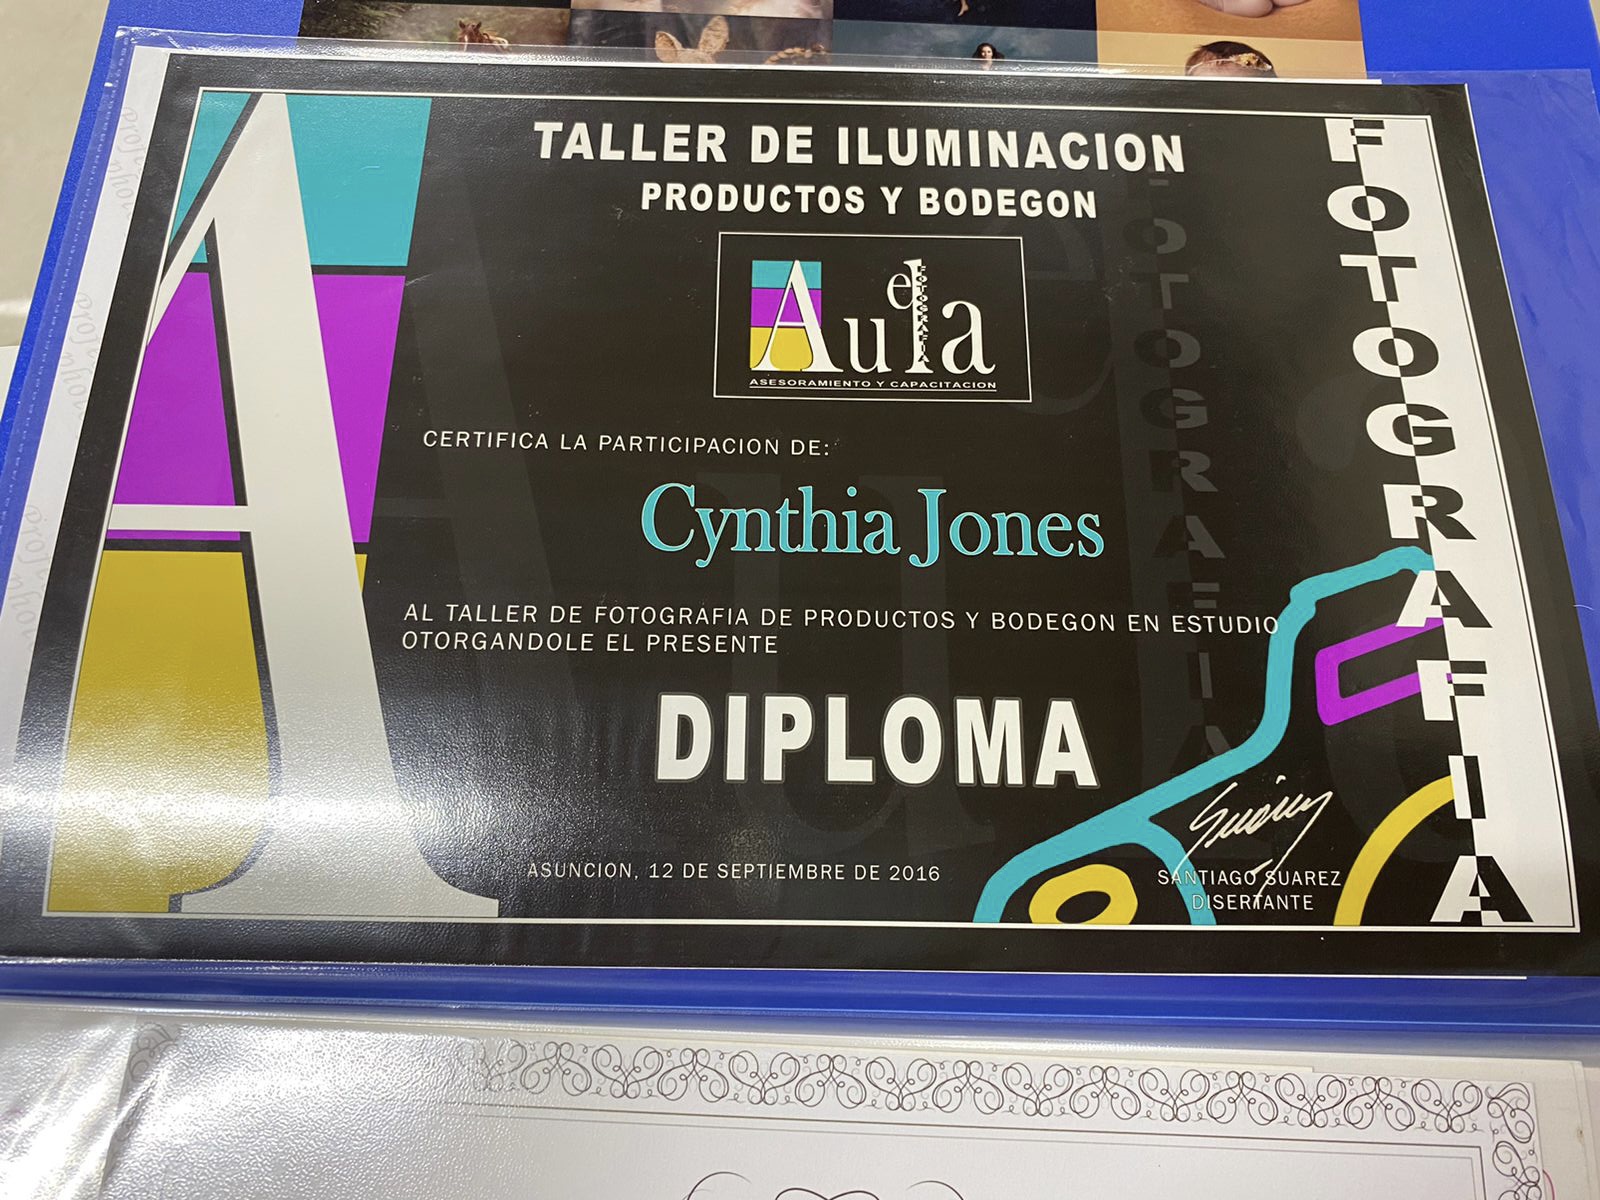 TALLER DE ILUMINACION
PRODUCTOS Y BODEGON
el Aula
FOTOGRAFIA
ASESORAMIENTO Y CAPACITACION
CERTIFICA LA PARTICIPACION DE:
Cynthia Jones
AL TALLER DE FOTOGRAFIA DE PRODUCTOS Y BODEGON EN ESTUDIO
OTORGANDOLE EL PRESENTE
DIPLOMA
ASUNCION, 12 DE SEPTIEMBRE DE 2016
Suárez
SANTIAGO SUAREZ
DISERTANTE
FOTOGRAFIA
FOTOGRAFIA